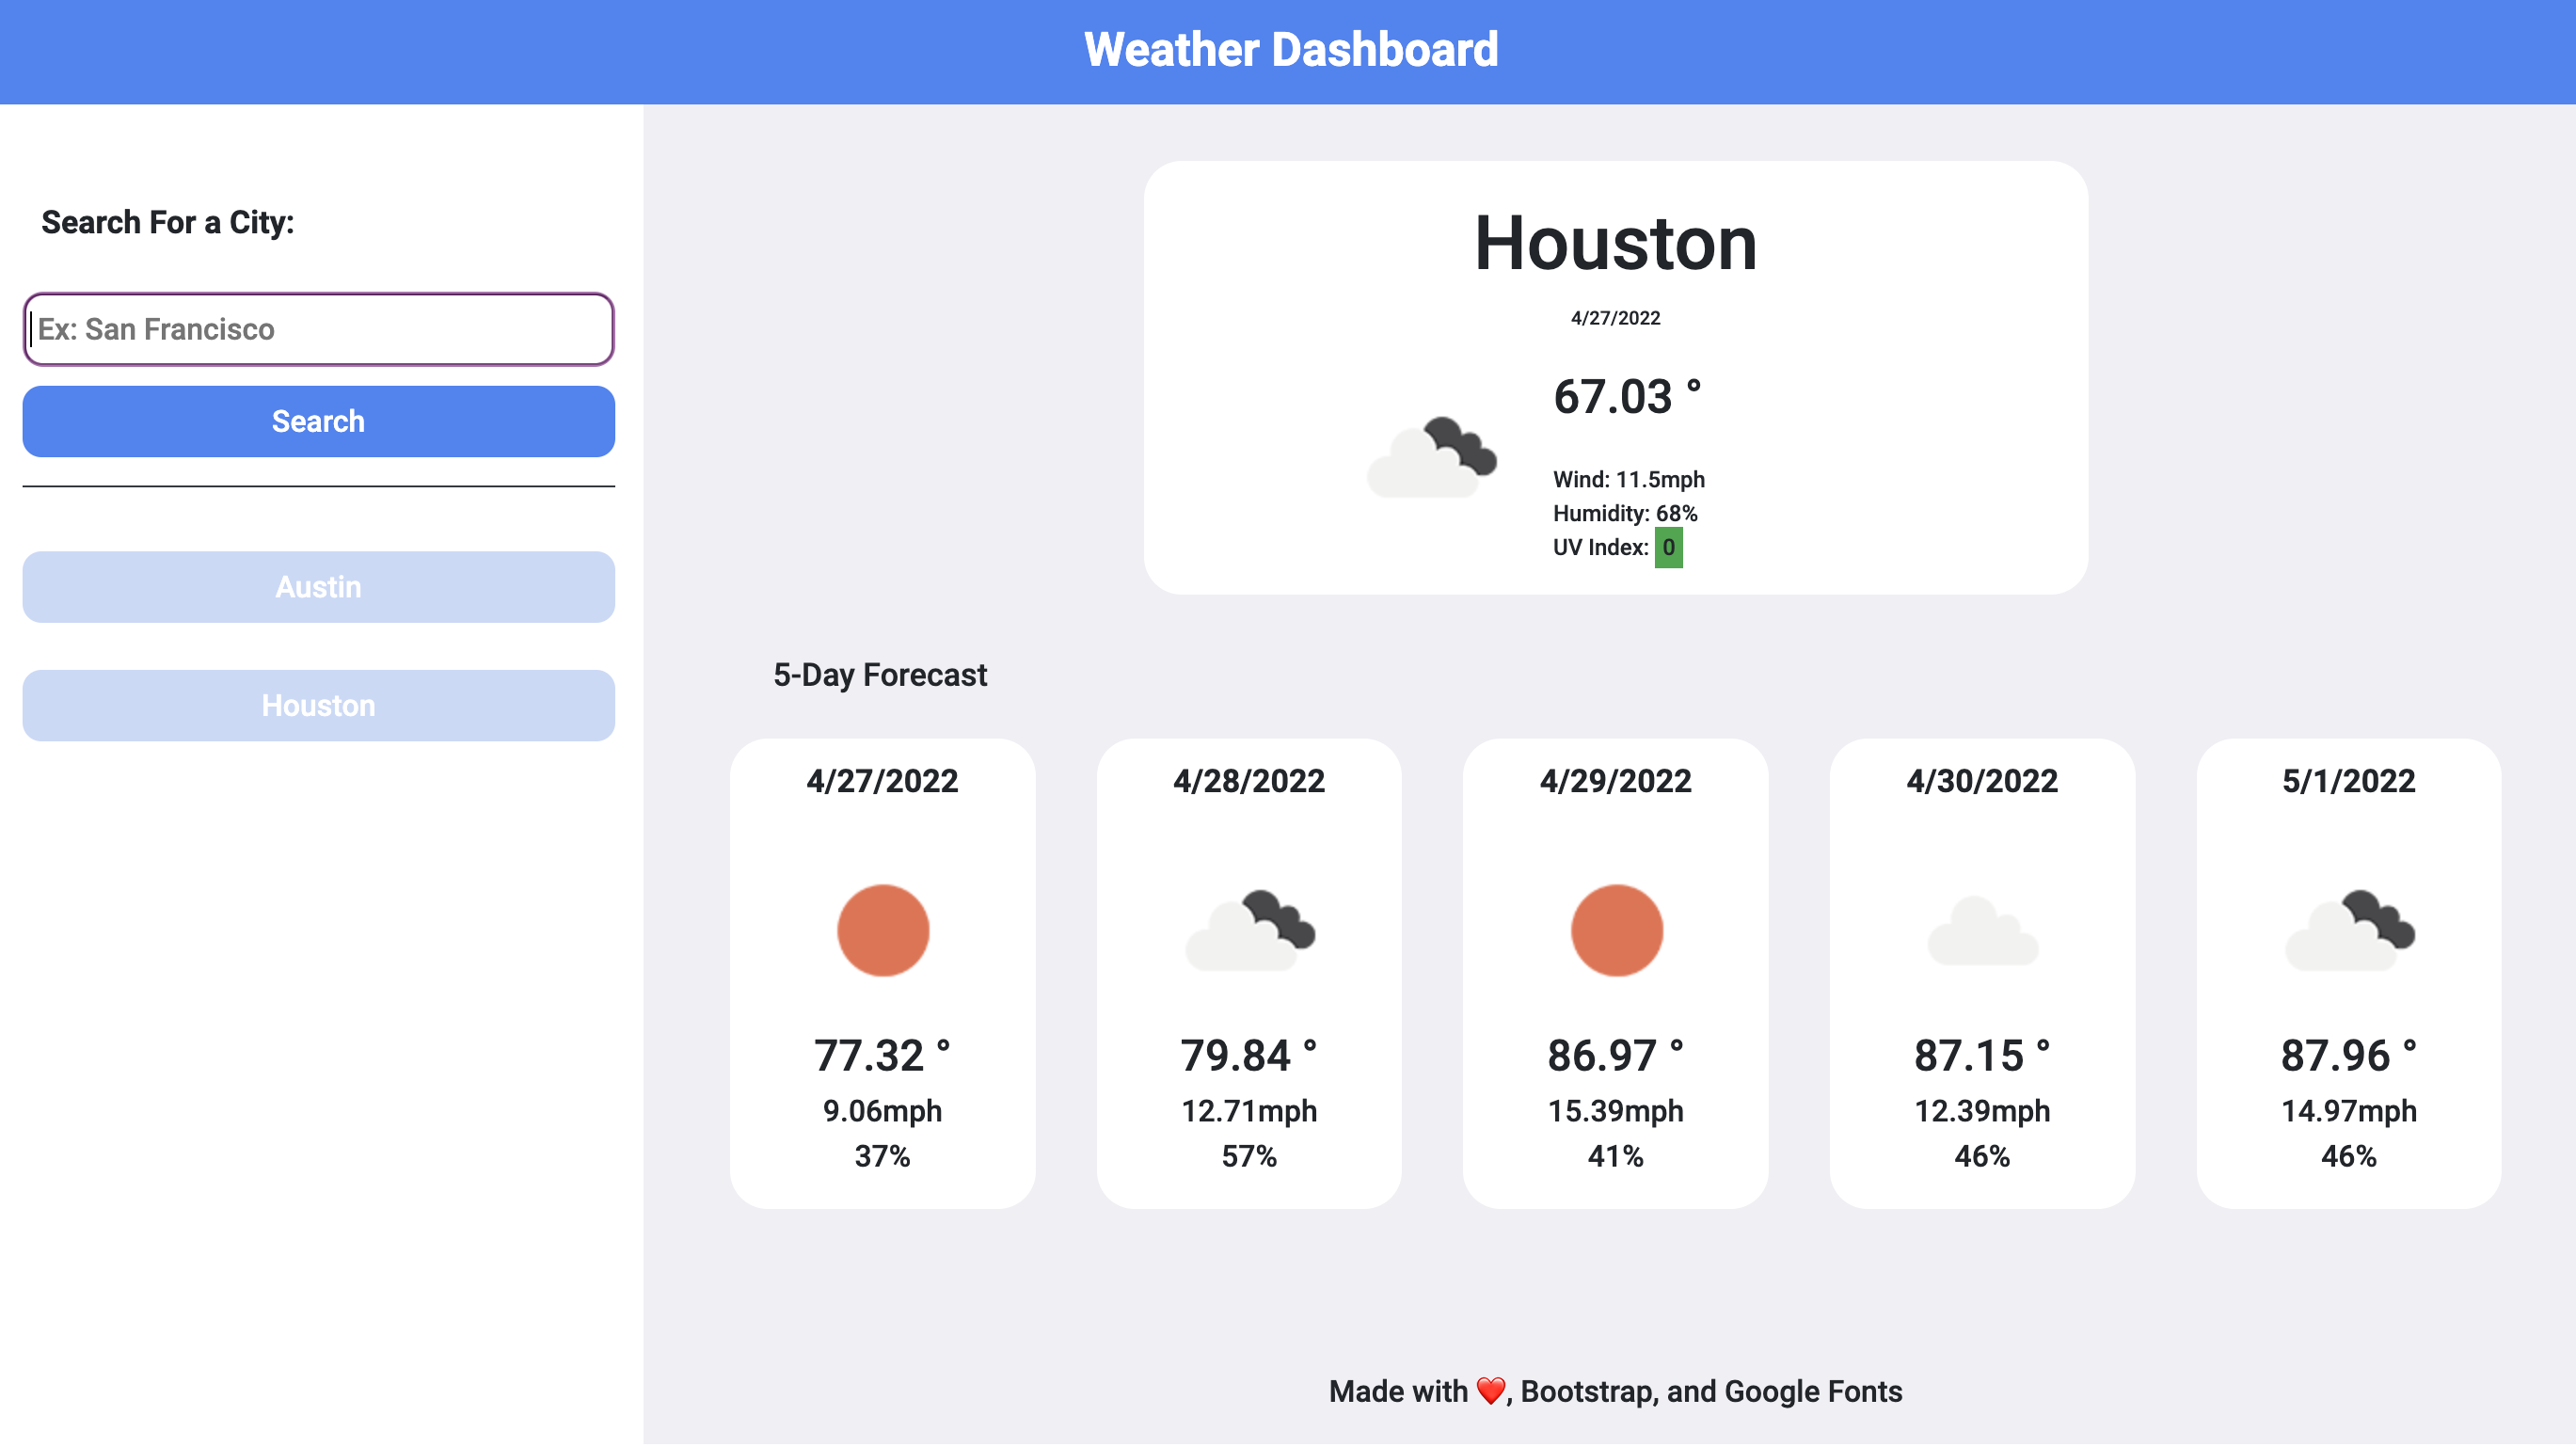 Weather Dashboard
Search For a City:
Ex: San Francisco
Search
Austin
Houston
Houston
4/27/2022
67.03 °
Wind: 11.5mph
Humidity: 68%
UV Index: 0
5-Day Forecast
4/27/2022
77.32 °
9.06mph
37%
4/28/2022
79.84 °
12.71mph
57%
4/29/2022
86.97 °
15.39mph
41%
4/30/2022
87.15 °
12.39mph
46%
5/1/2022
87.96 °
14.97mph
46%
Made with ❤️, Bootstrap, and Google Fonts